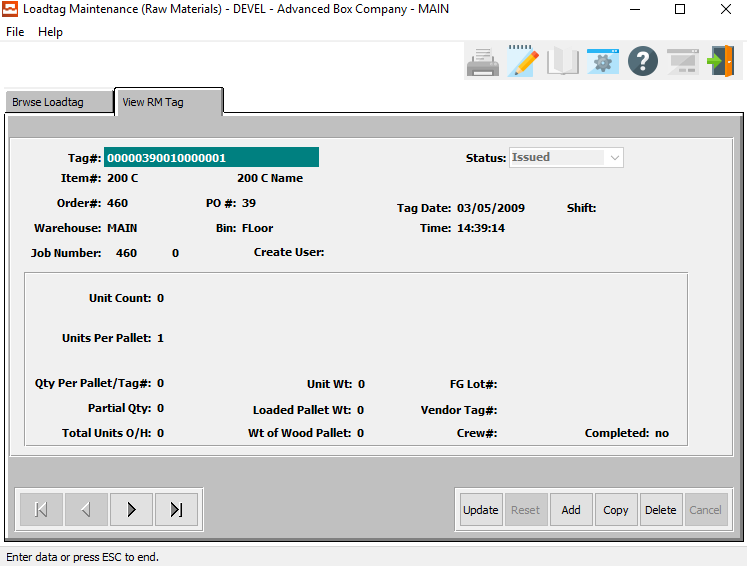 Loadtag Maintenance (Raw Materials) - DEVEL - Advanced Box Company - MAIN
File Help
Brwse Loadtag View RM Tag
Tag#: 00000390010000001 Status: Issued
Item#: 200 C 200 C Name
Order#: 460 PO #: 39 Tag Date: 03/05/2009 Shift:
Warehouse: MAIN Bin: FLoor Time: 14:39:14
Job Number: 460 0 Create User:
Unit Count: 0
Units Per Pallet: 1
Qty Per Pallet/Tag#: 0 Unit Wt: 0 FG Lot#:
Partial Qty: 0 Loaded Pallet Wt: 0 Vendor Tag#:
Total Units O/H: 0 Wt of Wood Pallet: 0 Crew#: Completed: no
Update Reset Add Copy Delete Cancel
Enter data or press ESC to end.